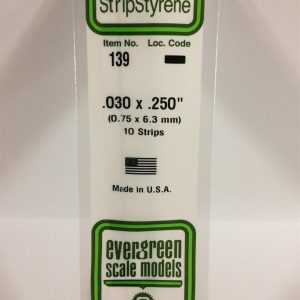 StripStyrene
Item No. Loc. Code
139
.030 x .250"
(0.75 x 6.3 mm)
10 Strips
Made in U.S.A.
evergreen
scale models